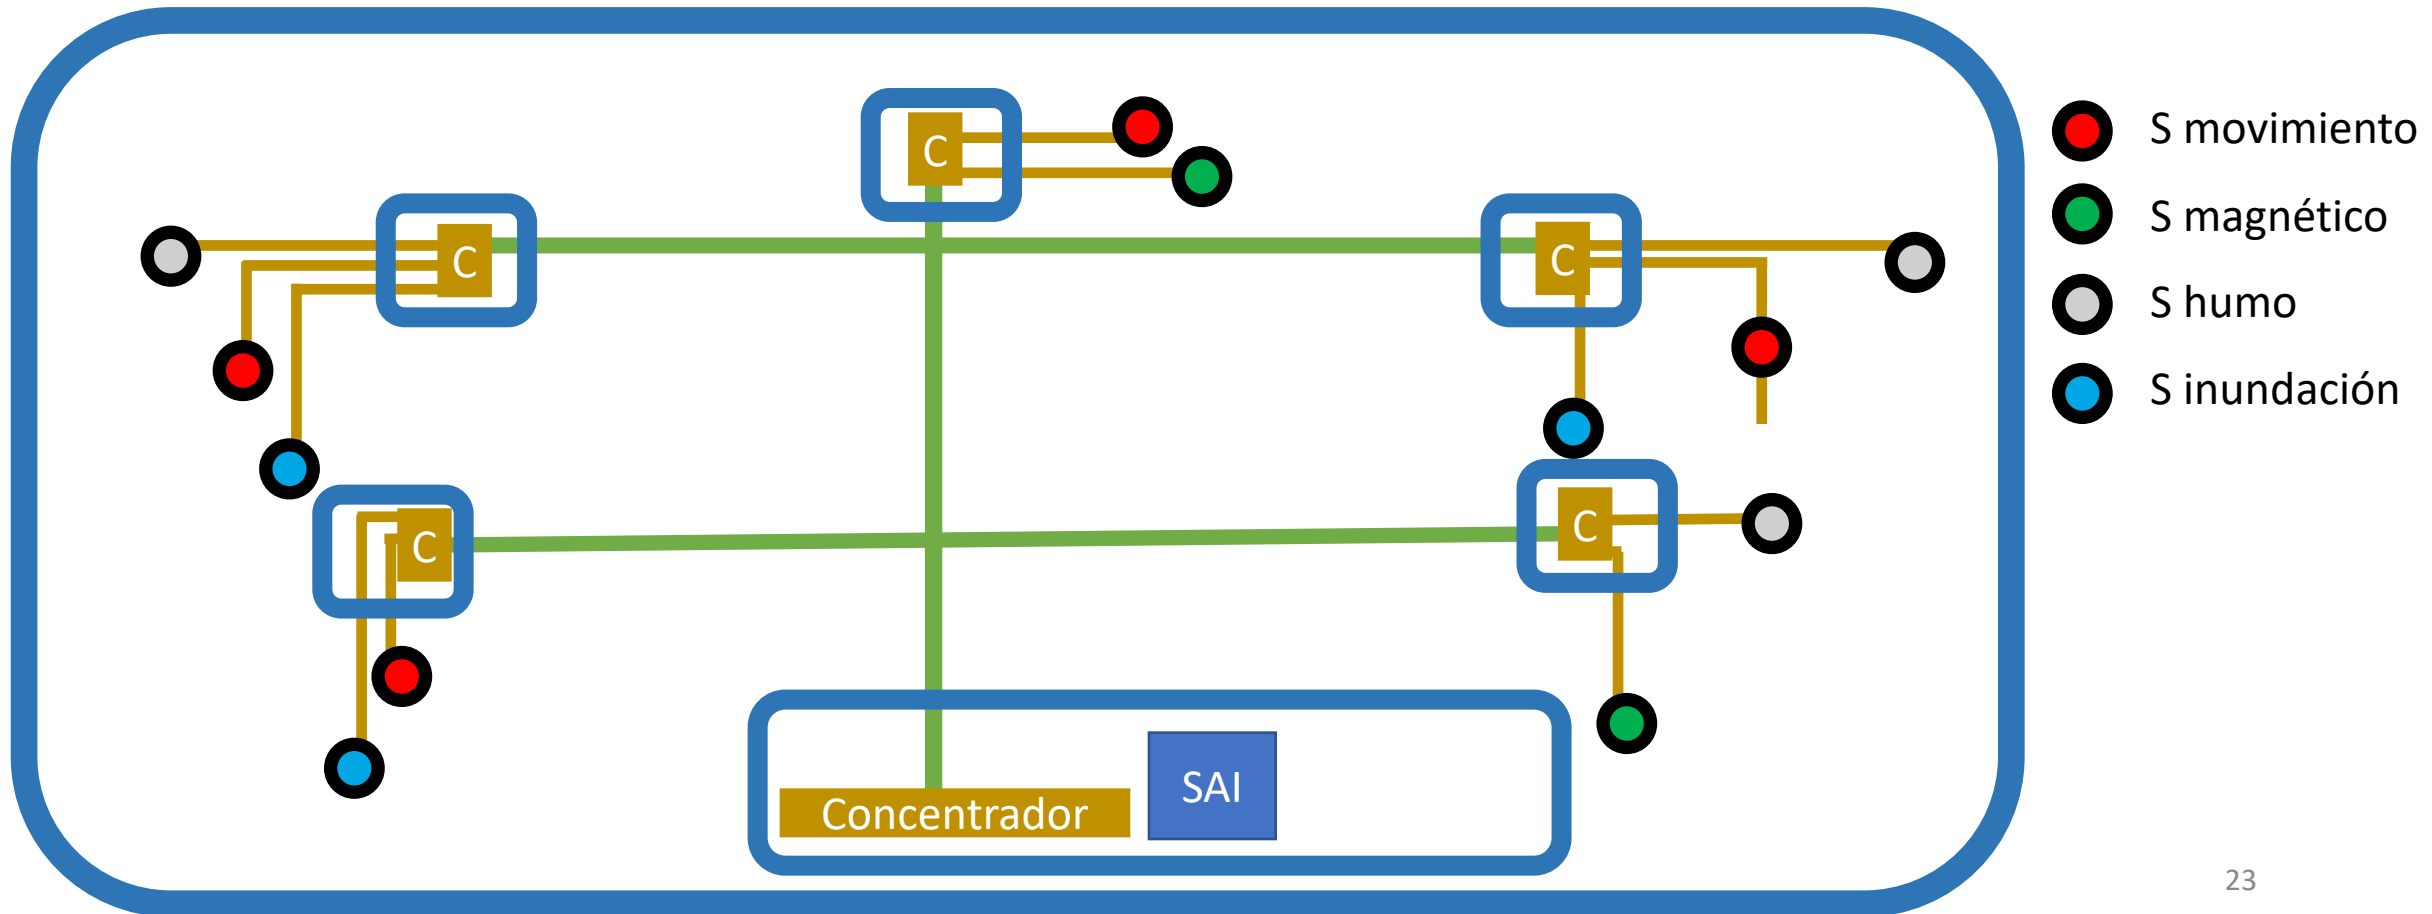 C
C
C
C
C
Concentrador
SAI
S movimiento
S magnético
S humo
S inundación
23